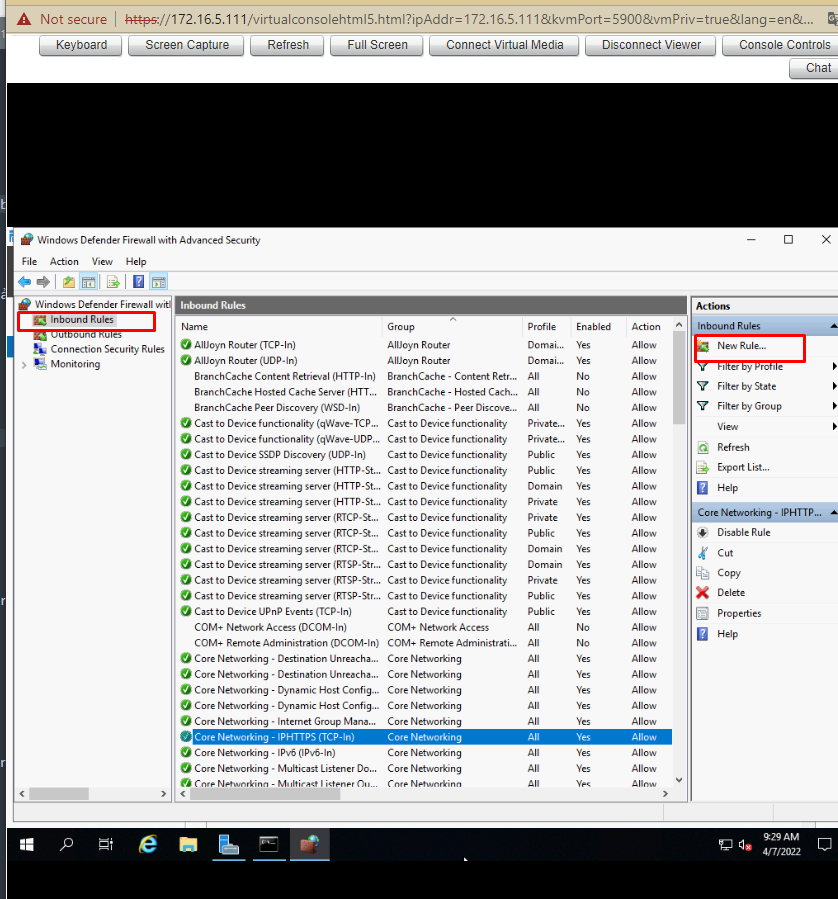 Not secure https://172.16.5.111/virtualconsolehtml5.html?ipAddr=172.16.5.111&kvmPort=5900&vmPriv=true&lang=en&...
Keyboard Screen Capture Refresh Full Screen Connect Virtual Media Disconnect Viewer Console Controls
Chat
Windows Defender Firewall with Advanced Security
File Action View Help
Windows Defender Firewall wit
Inbound Rules
Outbound Rules
Connection Security Rules
Monitoring
Inbound Rules
Name Group Profile Enabled Action
AllJoyn Router (TCP-In) AllJoyn Router Domai... Yes Allow
AllJoyn Router (UDP-In) AllJoyn Router Domai... Yes Allow
BranchCache Content Retrieval (HTTP-In) BranchCache - Content Retr... All No Allow
BranchCache Hosted Cache Server (HTT... BranchCache - Hosted Cach... All No Allow
BranchCache Peer Discovery (WSD-In) BranchCache - Peer Discove... All No Allow
Cast to Device functionality (qWave-TCP... Cast to Device functionality Private... Yes Allow
Cast to Device functionality (qWave-UDP... Cast to Device functionality Private... Yes Allow
Cast to Device SSDP Discovery (UDP-In) Cast to Device functionality Public Yes Allow
Cast to Device streaming server (HTTP-St... Cast to Device functionality Public Yes Allow
Cast to Device streaming server (HTTP-St... Cast to Device functionality Domain Yes Allow
Cast to Device streaming server (HTTP-St... Cast to Device functionality Private Yes Allow
Cast to Device streaming server (RTCP-St... Cast to Device functionality Private Yes Allow
Cast to Device streaming server (RTCP-St... Cast to Device functionality Public Yes Allow
Cast to Device streaming server (RTCP-St... Cast to Device functionality Domain Yes Allow
Cast to Device streaming server (RTSP-Str... Cast to Device functionality Domain Yes Allow
Cast to Device streaming server (RTSP-Str... Cast to Device functionality Private Yes Allow
Cast to Device streaming server (RTSP-Str... Cast to Device functionality Public Yes Allow
Cast to Device UPnP Events (TCP-In) Cast to Device functionality Public Yes Allow
COM+ Network Access (DCOM-In) COM+ Network Access All No Allow
COM+ Remote Administration (DCOM-In) COM+ Remote Administrati... All No Allow
Core Networking - Destination Unreacha... Core Networking All Yes Allow
Core Networking - Destination Unreacha... Core Networking All Yes Allow
Core Networking - Dynamic Host Config... Core Networking All Yes Allow
Core Networking - Dynamic Host Config... Core Networking All Yes Allow
Core Networking - Internet Group Mana... Core Networking All Yes Allow
Core Networking - IPHTTPS (TCP-In) Core Networking All Yes Allow
Core Networking - IPv6 (IPv6-In) Core Networking All Yes Allow
Core Networking - Multicast Listener Do... Core Networking All Yes Allow
Core Networking - Multicast Listener Qu... Core Networking All Yes Allow
Actions
Inbound Rules
New Rule...
Filter by Profile
Filter by State
Filter by Group
View
Refresh
Export List...
Help
Core Networking - IPHTTP...
Disable Rule
Cut
Copy
Delete
Properties
Help
9:29 AM
4/7/2022